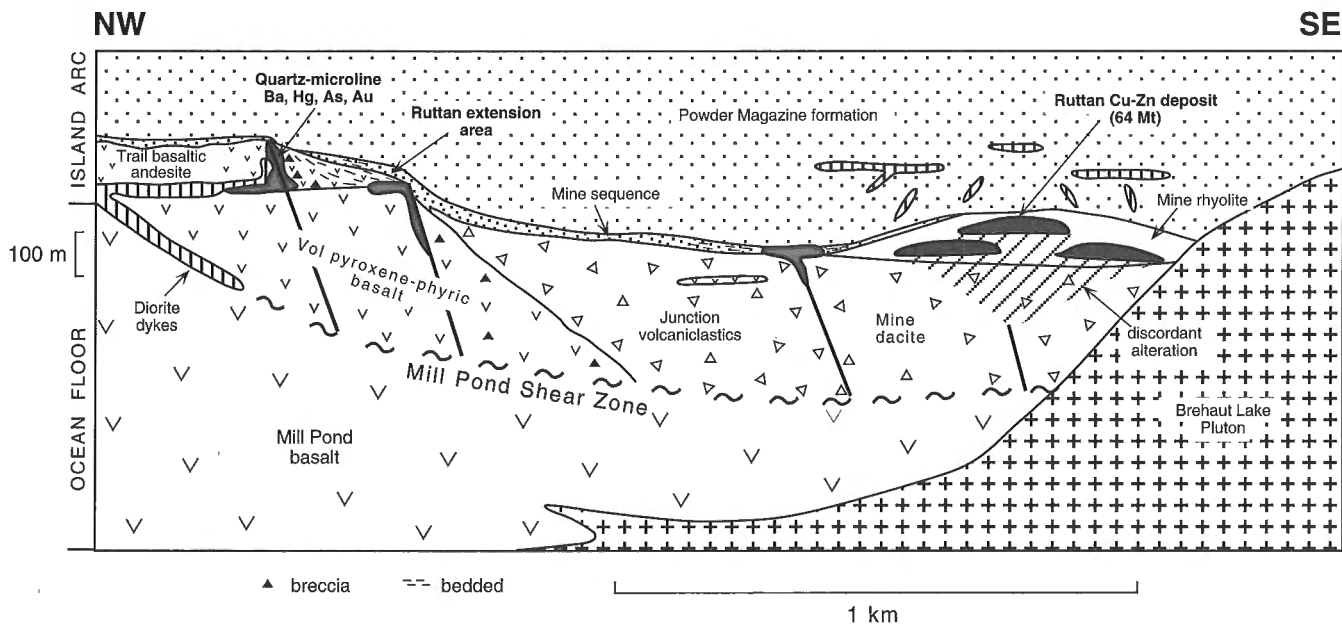 NW
SE
ISLAND ARC
OCEAN FLOOR
100 m
Quartz-microline
Ba, Hg, As, Au
Ruttan extension
area
Powder Magazine formation
Ruttan Cu-Zn deposit
(64 Mt)
Trail basaltic
andesite
Mine sequence
Mine rhyolite
Vol pyroxene-phyric
basalt
Diorite
dykes
Junction
volcaniclastics
Mine
dacite
discordant
alteration
Mill Pond Shear Zone
Brehaut Lake
Pluton
Mill Pond
basalt
breccia
bedded
1 km